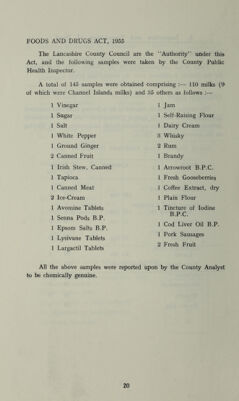 FOODS AND DRUGS ACT, 1955
The Lancashire County Council are the "Authority" under this
Act, and the following samples were taken by the County Public
Health Inspector.
A total of 145 samples were obtained comprising :— 110 milks (9
of which were Channel Islands milks) and 35 others as follows :—
1 Vinegar
1 Sugar
1 Salt
1 White Pepper
1 Ground Ginger
2 Canned Fruit
1 Irish Stew, Canned
1 Tapioca
1 Canned Meat
2 Ice-Cream
1 Avomine Tablets
1 Senna Pods B.P.
1 Epsom Salts B.P.
1 Lysivane Tablets
1 Largactil Tablets
1 Jam
1 Self-Raising Flour
1 Dairy Cream
3 Whisky
2 Rum
1 Brandy
1 Arrowroot B.P.C.
1 Fresh Gooseberries
1 Coffee Extract, dry
1 Plain Flour
1 Tincture of Iodine
B.P.C.
1 Cod Liver Oil B.P.
1 Pork Sausages
2 Fresh Fruit
All the above samples were reported upon by the County Analyst
to be chemically genuine.
20